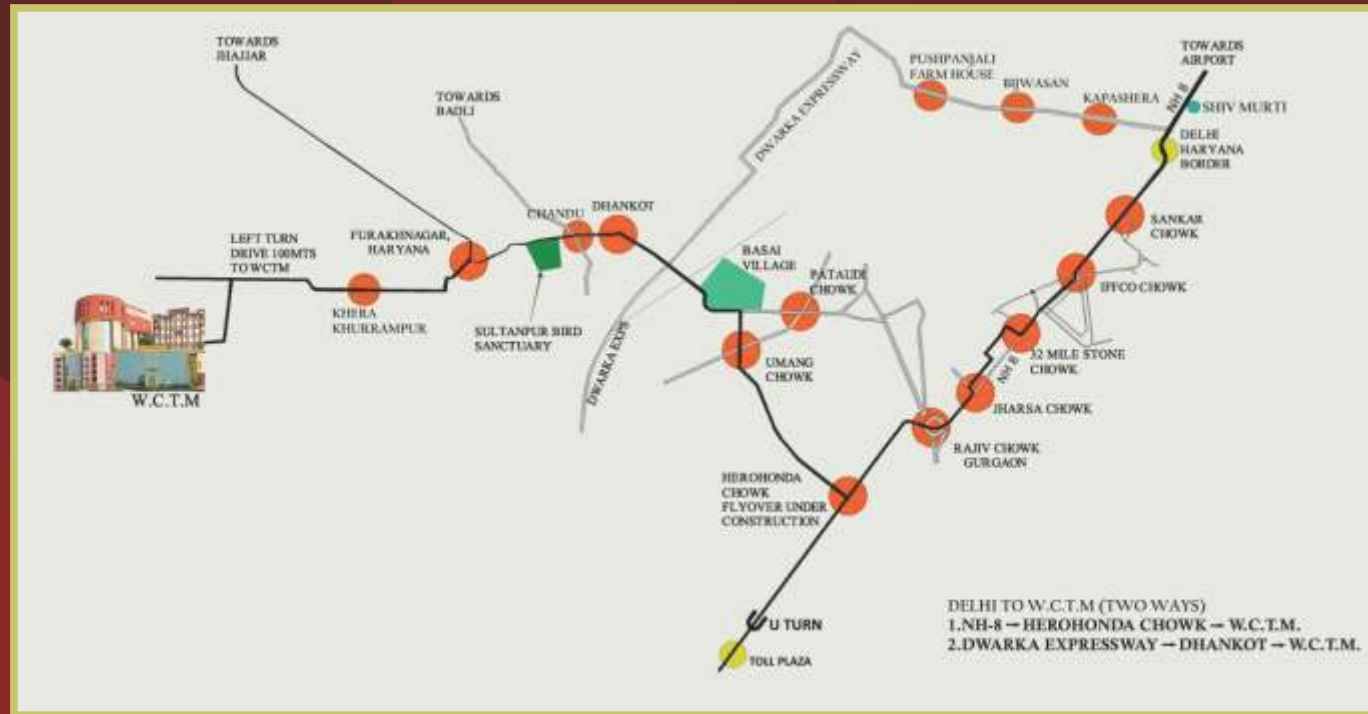 TOWARDS
JHAJJAR
TOWARDS
BADLI
DWARKA EXPRESSWAY
PUSHPANJALI
FARM HOUSE
BIJWASAN
KAPASHERA
TOWARDS
AIRPORT
NH 8
SHIV MURTI
DELHI
HARYANA
BORDER
SANKAR
CHOWK
IFFCO CHOWK
32 MILE STONE
CHOWK
NH 8
JHARSA CHOWK
RAJIV CHOWK
GURGAON
LEFT TURN
DRIVE 100MTS
TO WCTM
FURAKHNAGAR,
HARYANA
CHANDU
DHANKOT
BASAI
VILLAGE
PATAUDI
CHOWK
KHERA
KHURRAMPUR
SULTANPUR BIRD
SANCTUARY
DWARKA EXPS
UMANG
CHOWK
W.C.T.M
HEROHONDA
CHOWK
FLYOVER UNDER
CONSTRUCTION
U TURN
TOLL PLAZA
DELHI TO W.C.T.M (TWO WAYS)
1.NH-8 → HEROHONDA CHOWK → W.C.T.M.
2.DWARKA EXPRESSWAY → DHANKOT → W.C.T.M.